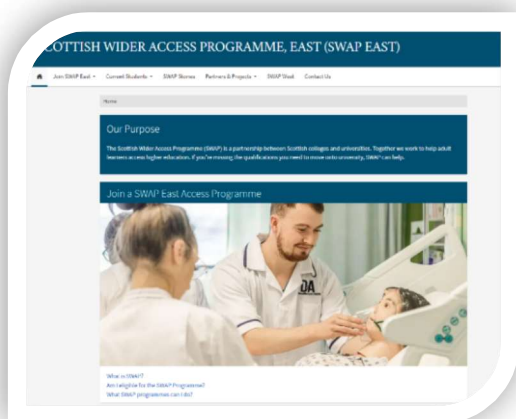 SCOTTISH WIDER ACCESS PROGRAMME, EAST (SWAP EAST)
Join SWAP East Current Students SWAP Stories Partners & Projects SWAP West Contact Us
Home
Our Purpose
The Scottish Wider Access Programme (SWAP) is a partnership between Scottish colleges and universities. Together we work to help adult
learners access higher education. If you're missing the qualifications you need to move onto university, SWAP can help.
Join a SWAP East Access Programme
What is SWAP?
Am I eligible for the SWAP Programme?
What SWAP programmes can I do?